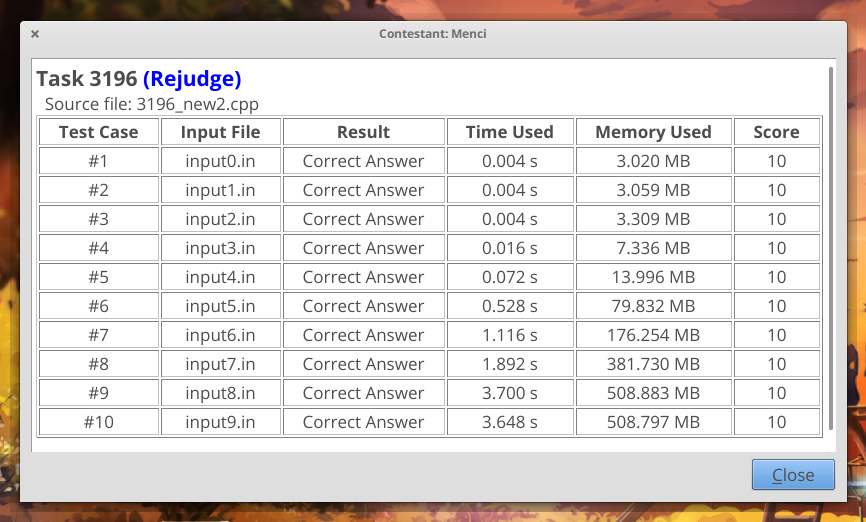 Contestant: Menci
Task 3196 (Rejudge)
Source file: 3196_new2.cpp
Test Case Input File Result Time Used Memory Used Score
#1 input0.in Correct Answer 0.004 s 3.020 MB 10
#2 input1.in Correct Answer 0.004 s 3.059 MB 10
#3 input2.in Correct Answer 0.004 s 3.309 MB 10
#4 input3.in Correct Answer 0.016 s 7.336 MB 10
#5 input4.in Correct Answer 0.072 s 13.996 MB 10
#6 input5.in Correct Answer 0.528 s 79.832 MB 10
#7 input6.in Correct Answer 1.116 s 176.254 MB 10
#8 input7.in Correct Answer 1.892 s 381.730 MB 10
#9 input8.in Correct Answer 3.700 s 508.883 MB 10
#10 input9.in Correct Answer 3.648 s 508.797 MB 10
Close